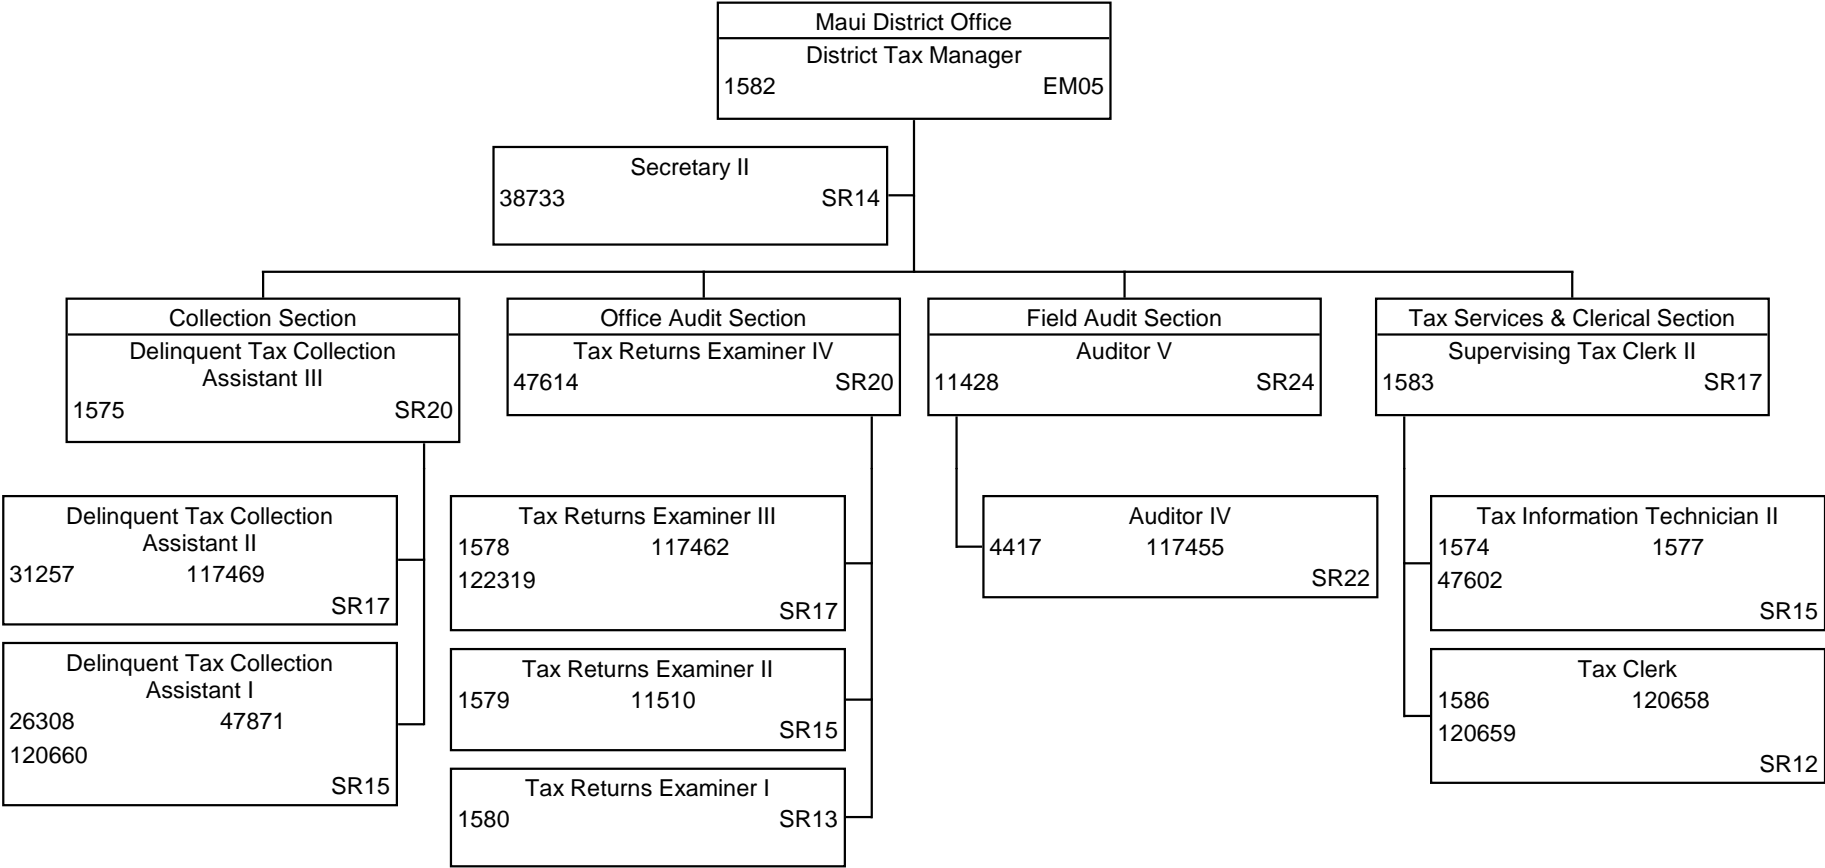 Maui District Office
District Tax Manager
1582 EM05
Secretary II
38733 SR14
Collection Section
Delinquent Tax Collection
Assistant III
1575 SR20
Office Audit Section
Tax Returns Examiner IV
47614 SR20
Field Audit Section
Auditor V
11428 SR24
Tax Services & Clerical Section
Supervising Tax Clerk II
1583 SR17
Delinquent Tax Collection
Assistant II
31257 117469
SR17
Delinquent Tax Collection
Assistant I
26308 47871
120660
SR15
Tax Returns Examiner III
1578 117462
122319
SR17
Tax Returns Examiner II
1579 11510
SR15
Tax Returns Examiner I
1580 SR13
Auditor IV
4417 117455
SR22
Tax Information Technician II
1574 1577
47602
SR15
Tax Clerk
1586 120658
120659
SR12